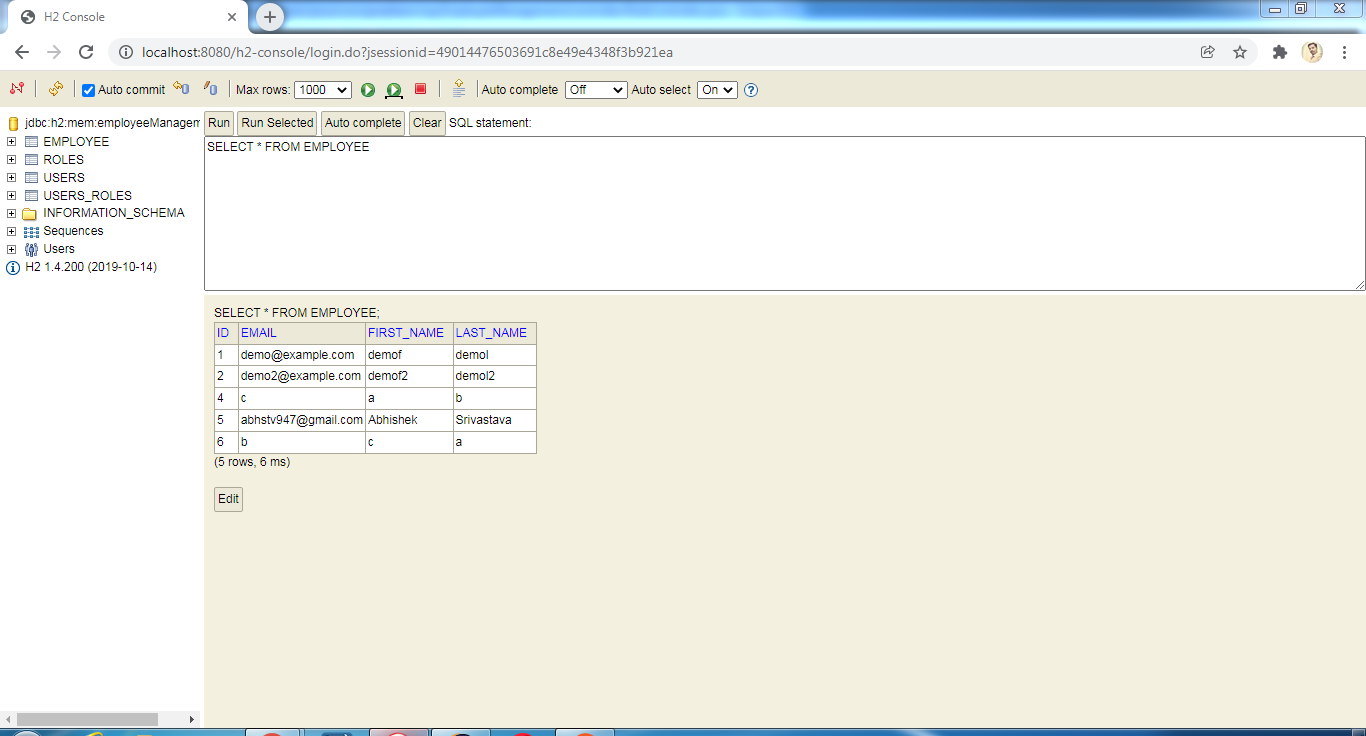 H2 Console
localhost:8080/h2-console/login.do?jsessionid=49014476503691c8e49e4348f3b921ea
Auto commit Max rows: 1000 Auto complete Off Auto select On
jdbc:h2:mem:employeeManagem
EMPLOYEE
ROLES
USERS
USERS_ROLES
INFORMATION_SCHEMA
Sequences
Users
H2 1.4.200 (2019-10-14)
Run Run Selected Auto complete Clear SQL statement:
SELECT * FROM EMPLOYEE
SELECT * FROM EMPLOYEE;
ID EMAIL FIRST_NAME LAST_NAME
1 demo@example.com demof demol
2 demo2@example.com demof2 demol2
4 c a b
5 abhstv947@gmail.com Abhishek Srivastava
6 b c a
(5 rows, 6 ms)
Edit